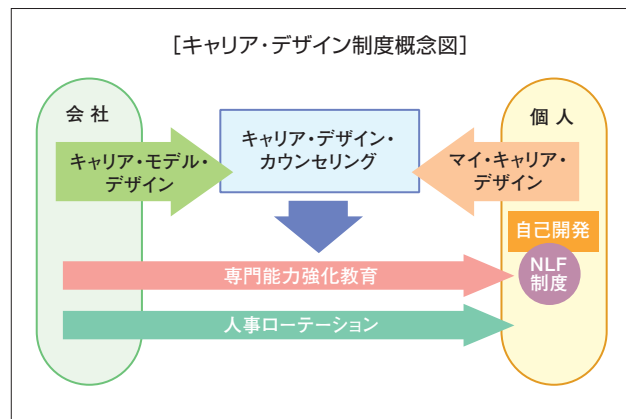 [キャリア・デザイン制度概念図]
会社
個人
キャリア・デザイン・
カウンセリング
キャリア・モデル・
デザイン
マイ・キャリア・
デザイン
自己開発
NLF
制度
専門能力強化教育
人事ローテーション